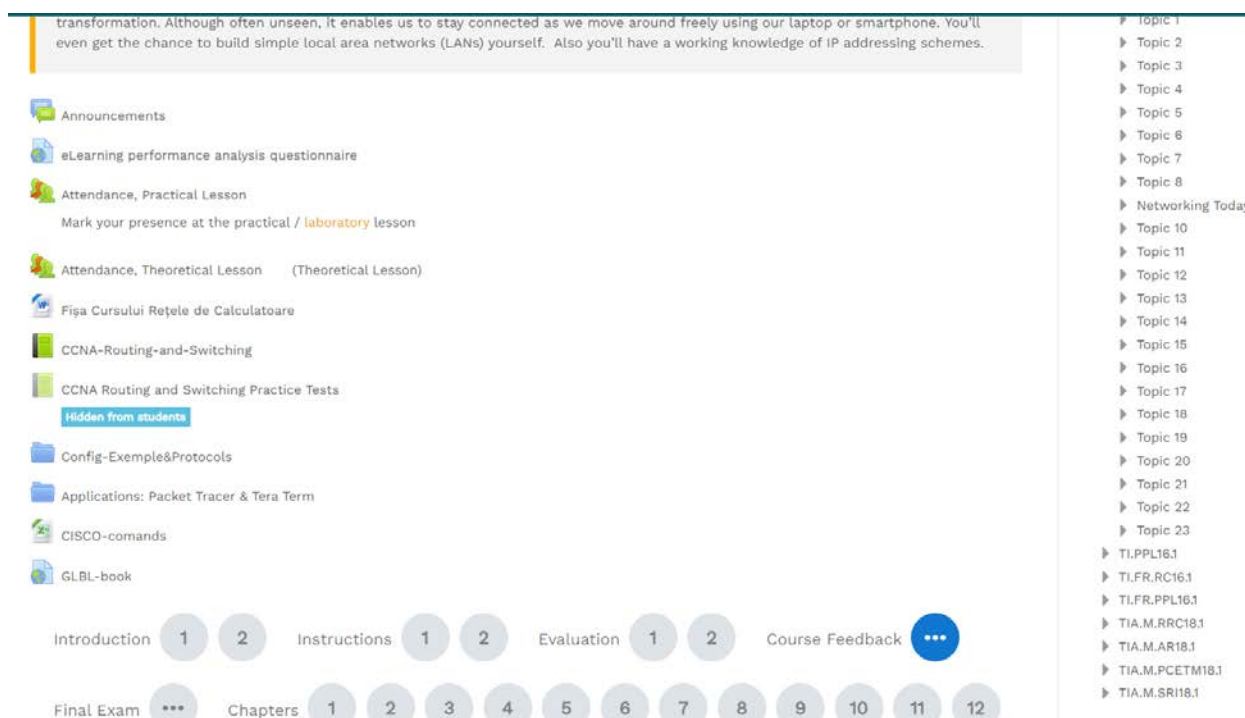 transformation. Although often unseen, it enables us to stay connected as we move around freely using our laptop or smartphone. You'll
even get the chance to build simple local area networks (LANs) yourself. Also you'll have a working knowledge of IP addressing schemes.
Announcements
eLearning performance analysis questionnaire
Attendance, Practical Lesson
Mark your presence at the practical / laboratory lesson
Attendance, Theoretical Lesson (Theoretical Lesson)
Fișa Cursului Rețele de Calculatoare
CCNA-Routing-and-Switching
CCNA Routing and Switching Practice Tests
Hidden from students
Config-Exemple&Protocols
Applications: Packet Tracer & Tera Term
CISCO-comands
GLBL-book
Introduction 1 2 Instructions 1 2 Evaluation 1 2 Course Feedback ...
Final Exam ... Chapters 1 2 3 4 5 6 7 8 9 10 11 12
Topic 1
Topic 2
Topic 3
Topic 4
Topic 5
Topic 6
Topic 7
Topic 8
Networking Today
Topic 10
Topic 11
Topic 12
Topic 13
Topic 14
Topic 15
Topic 16
Topic 17
Topic 18
Topic 19
Topic 20
Topic 21
Topic 22
Topic 23
TI.PPL16.1
TI.FR.RC16.1
TI.FR.PPL16.1
TIA.M.RRC18.1
TIA.M.AR18.1
TIA.M.PCETM18.1
TIA.M.SRI18.1